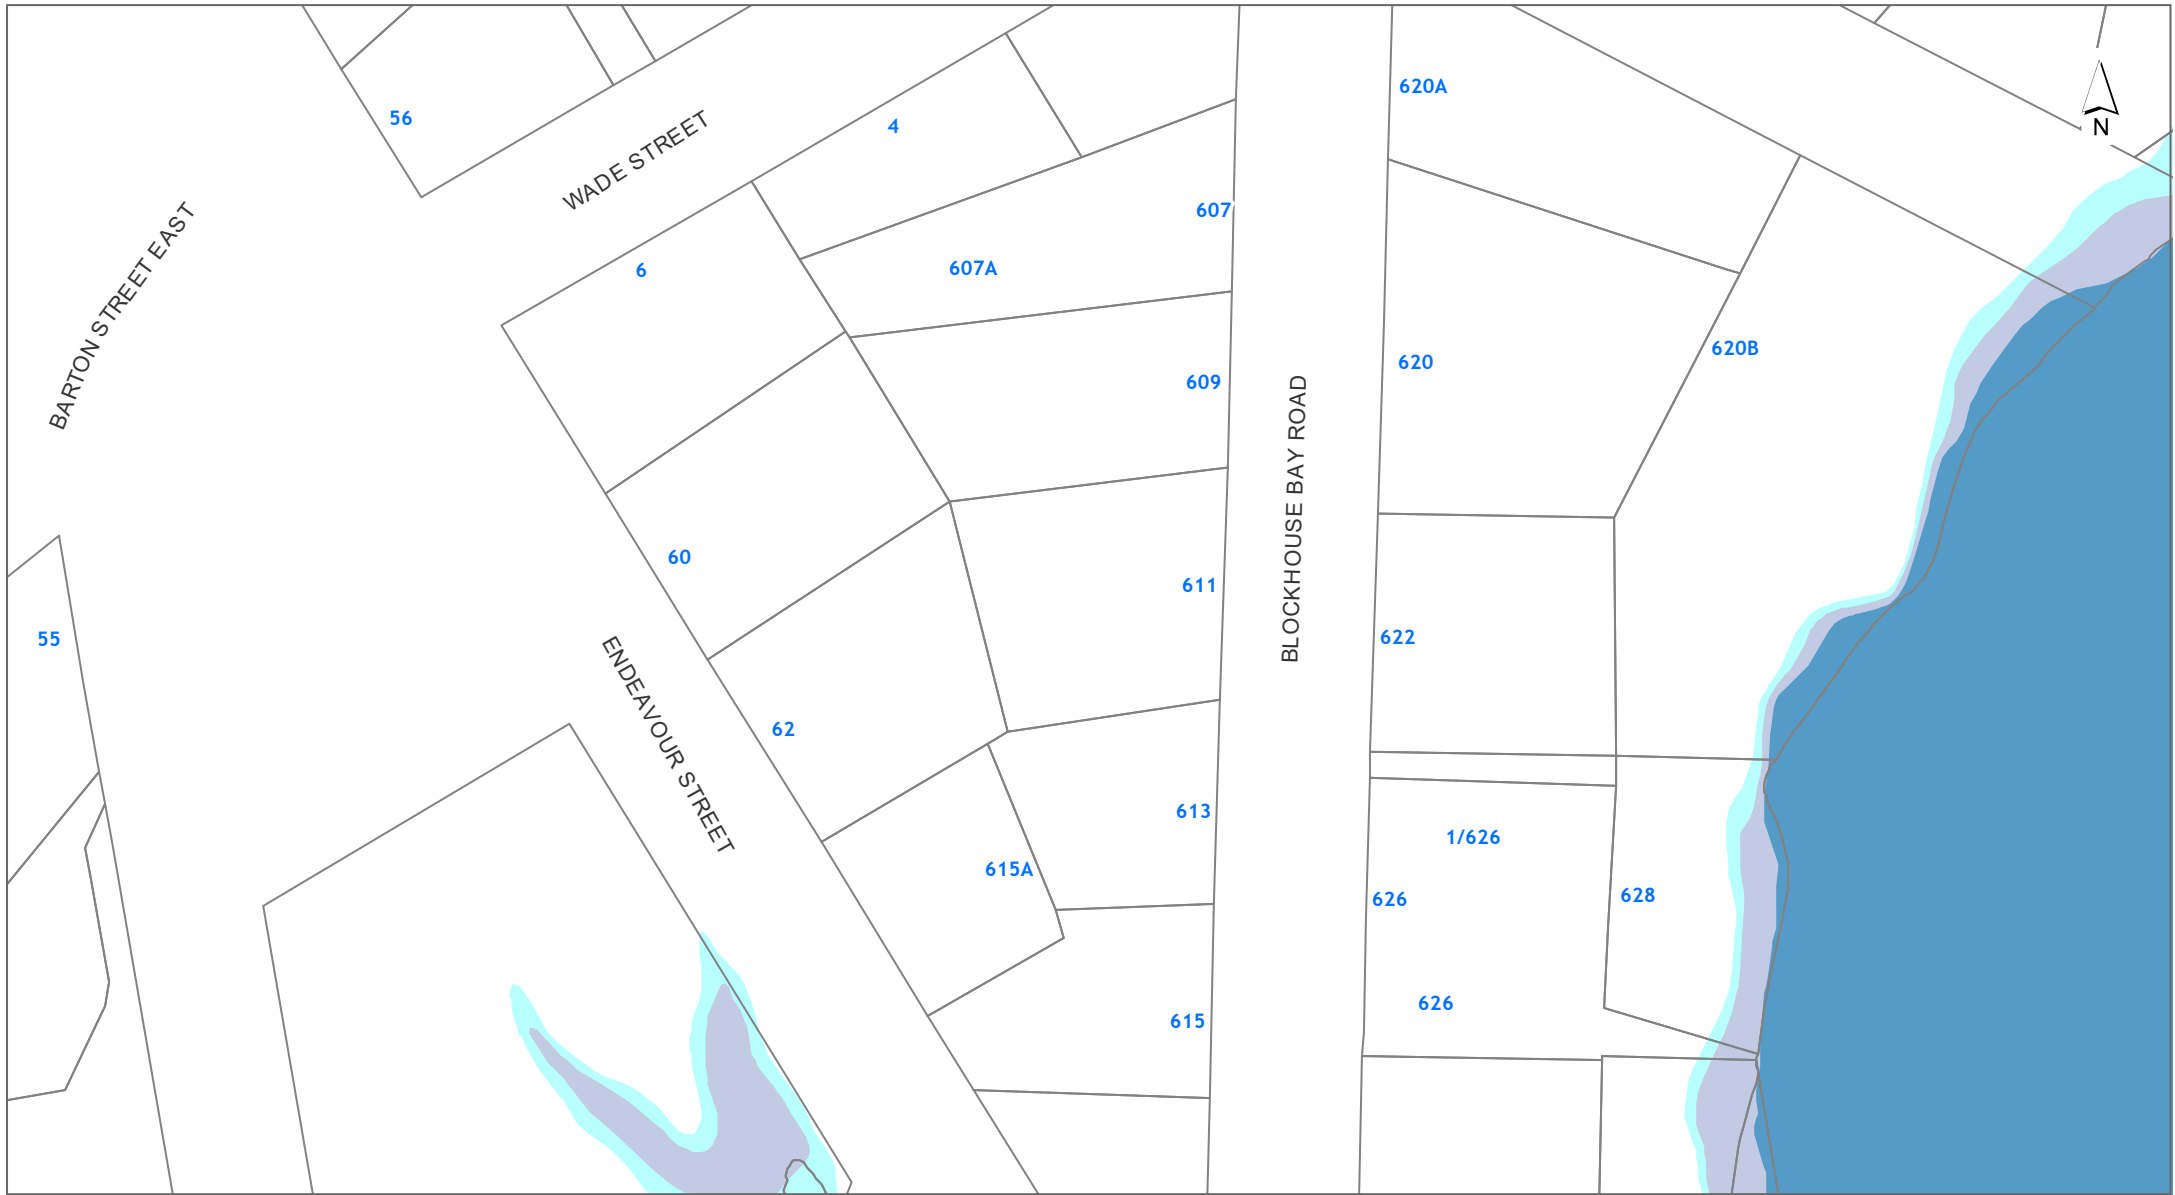 620A
56
4
N
WADE STREET
607
6
607A
BARTON STREET EAST
620B
620
609
BLOCKHOUSE BAY ROAD
60
611
622
55
62
ENDEAVOUR STREET
613
1/626
615A
628
626
626
615